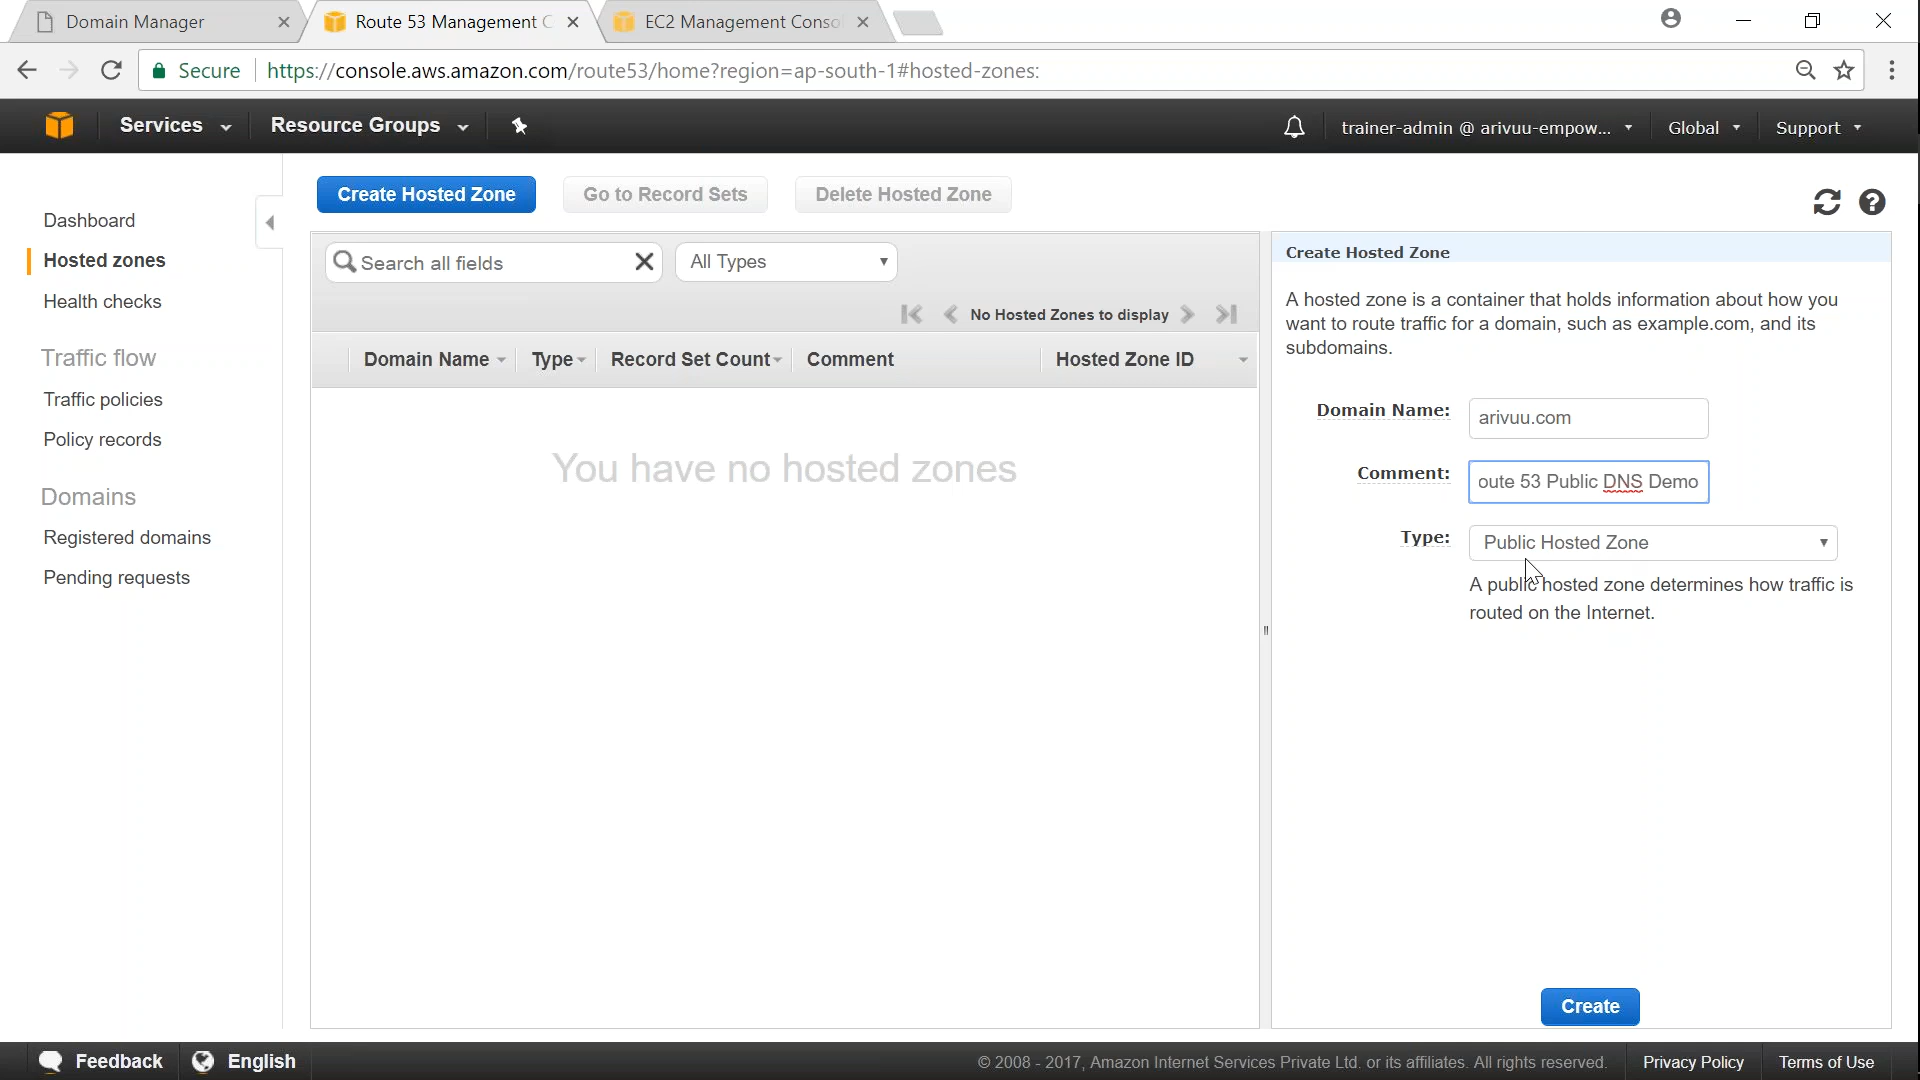 Domain Manager
Route 53 Management C
EC2 Management Conso
Secure
https://console.aws.amazon.com/route53/home?region=ap-south-1#hosted-zones:
Services
Resource Groups
trainer-admin @ arivuu-empow...
Global
Support
Dashboard
Hosted zones
Health checks
Traffic flow
Traffic policies
Policy records
Domains
Registered domains
Pending requests
Create Hosted Zone
Go to Record Sets
Delete Hosted Zone
Search all fields
All Types
No Hosted Zones to display
Domain Name
Type
Record Set Count
Comment
Hosted Zone ID
You have no hosted zones
Create Hosted Zone
A hosted zone is a container that holds information about how you
want to route traffic for a domain, such as example.com, and its
subdomains.
Domain Name:
arivuu.com
Comment:
oute 53 Public DNS Demo
Type:
Public Hosted Zone
A public hosted zone determines how traffic is
routed on the Internet.
Create
Feedback
English
© 2008 - 2017, Amazon Internet Services Private Ltd. or its affiliates. All rights reserved.
Privacy Policy
Terms of Use